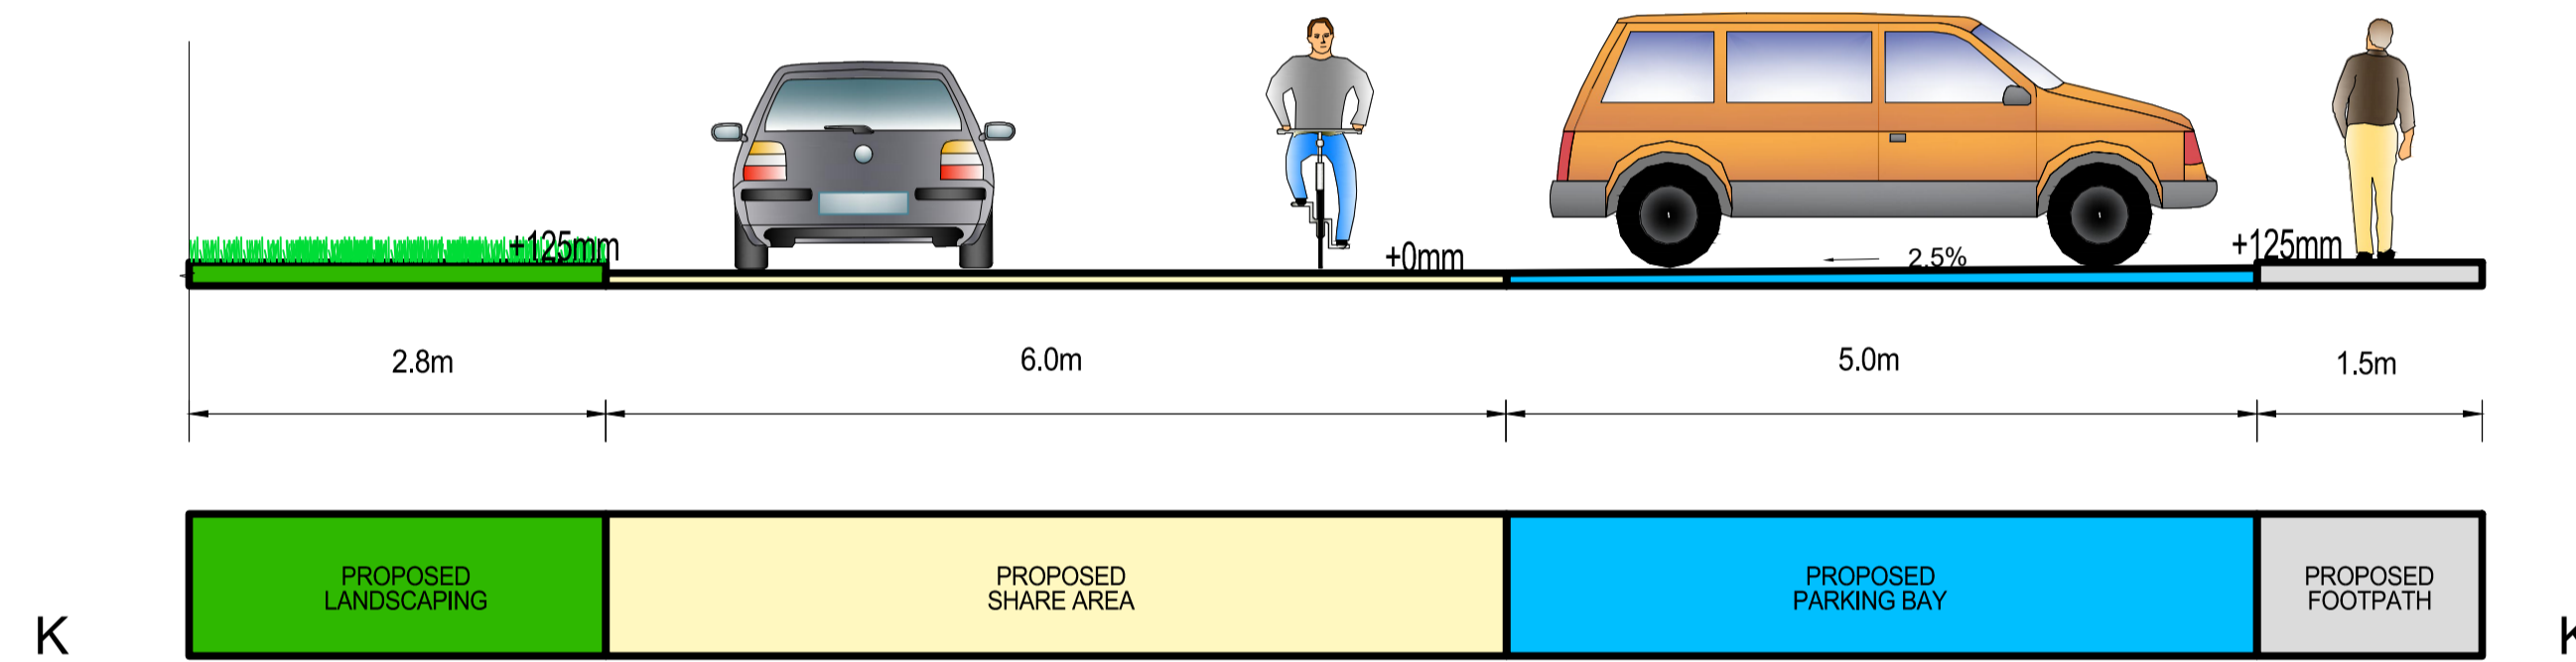 +125mm
+0mm
2.5%
+125mm
2.8m
6.0m
5.0m
1.5m
PROPOSED
LANDSCAPING
PROPOSED
SHARE AREA
PROPOSED
PARKING BAY
PROPOSED
FOOTPATH
K
K